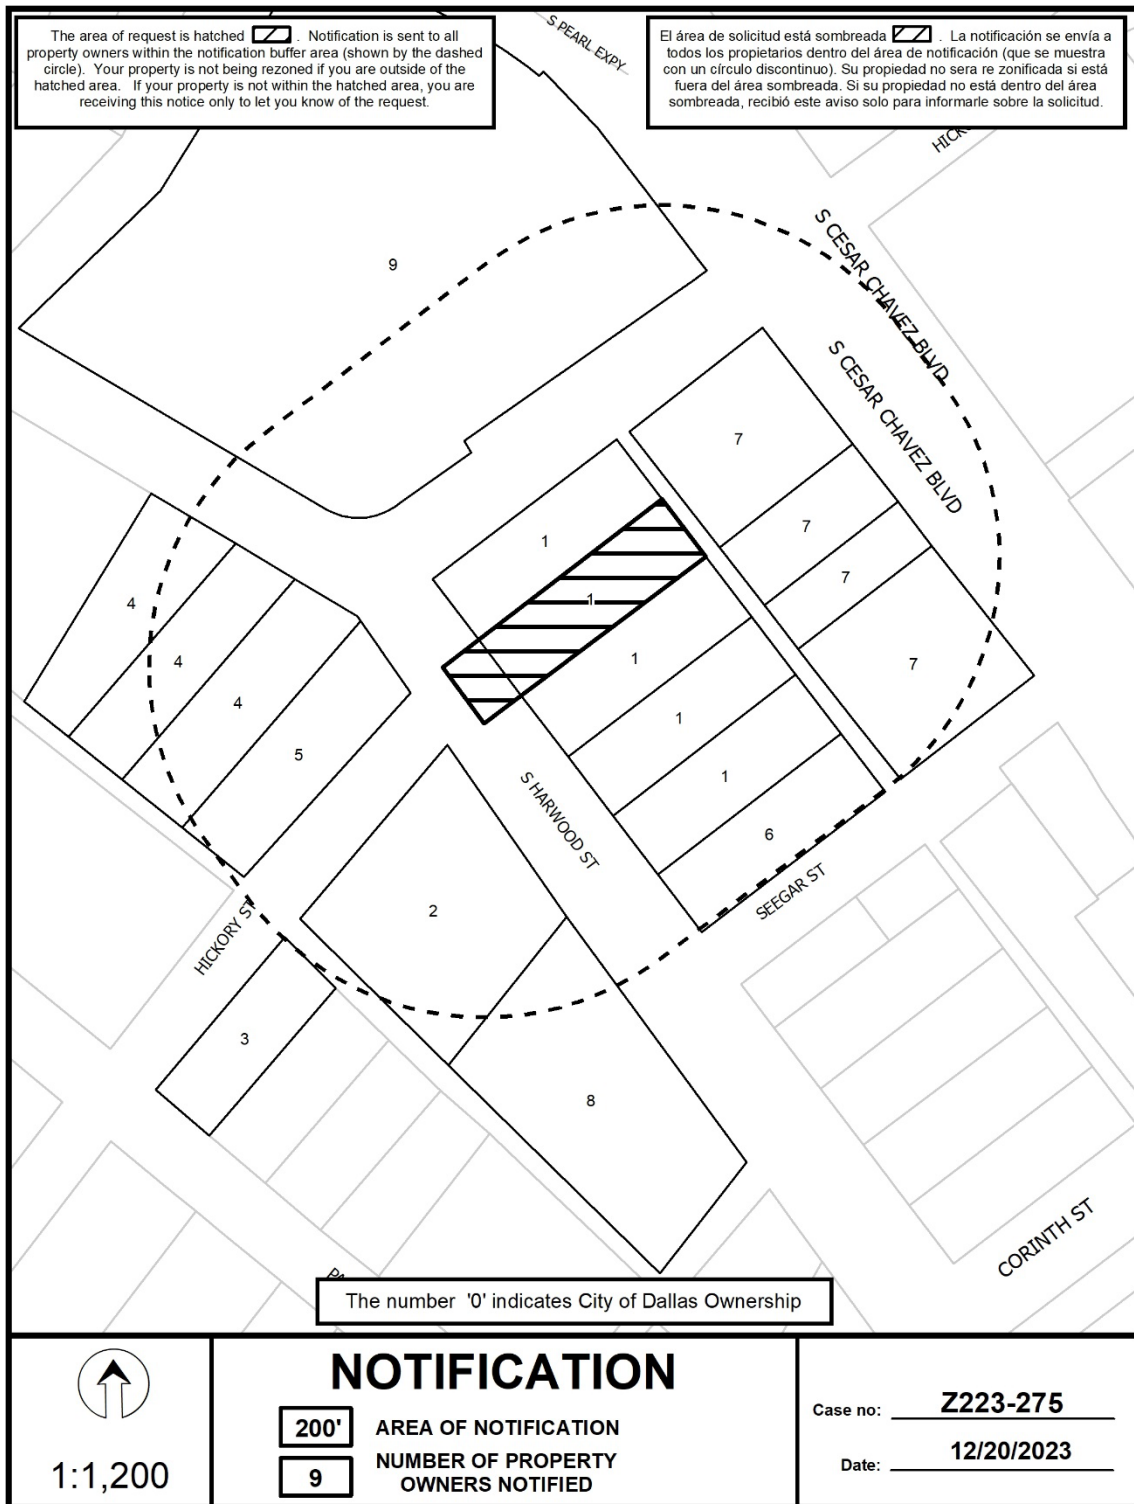 The area of request is hatched . Notification is sent to all
property owners within the notification buffer area (shown by the dashed
circle). Your property is not being rezoned if you are outside of the
hatched area. If your property is not within the hatched area, you are
receiving this notice only to let you know of the request.
El área de solicitud está sombreada . La notificación se envía a
todos los propietarios dentro del área de notificación (que se muestra
con un círculo discontinuo). Su propiedad no sera re zonificada si está
fuera del área sombreada. Si su propiedad no está dentro del área
sombreada, recibió este aviso solo para informarle sobre la solicitud.
S PEARL EXPY
S CESAR CHAVEZ BLVD
9
S CESAR CHAVEZ BLVD
7
7
1
7
1
4
1
4
7
4
1
5
1
S HARWOOD ST
6
SEEGAR ST
2
HICKORY ST
3
8
CORINTH ST
The number '0' indicates City of Dallas Ownership
NOTIFICATION
200' AREA OF NOTIFICATION
9 NUMBER OF PROPERTY
OWNERS NOTIFIED
1:1,200
Case no: Z223-275
Date: 12/20/2023